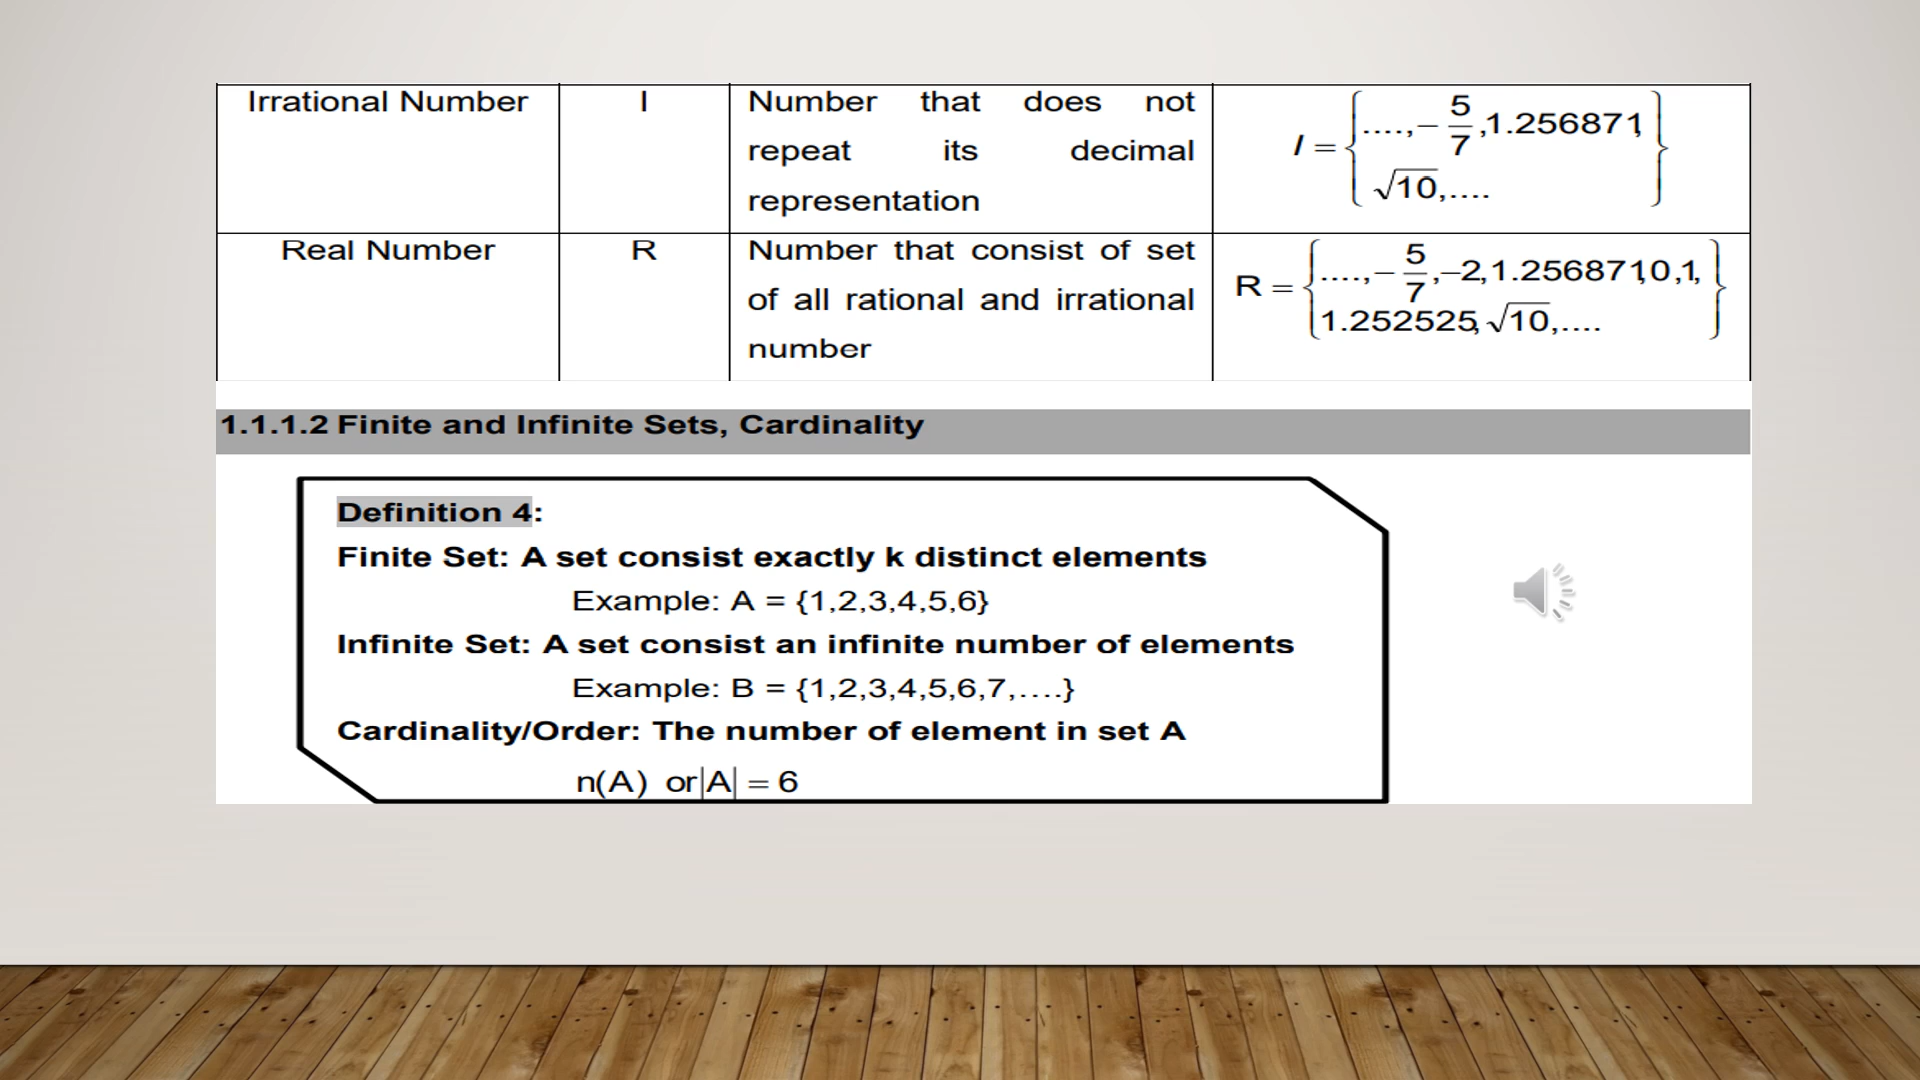 Irrational Number I Number that does not repeat its decimal representation I = {...., − 5/7 ,1.256871, √10,....}
Real Number R Number that consist of set of all rational and irrational number R = {...., − 5/7 ,−2,1.256871,0,1, 1.252525, √10,....}
1.1.1.2 Finite and Infinite Sets, Cardinality
Definition 4:
Finite Set: A set consist exactly k distinct elements
Example: A = {1,2,3,4,5,6}
Infinite Set: A set consist an infinite number of elements
Example: B = {1,2,3,4,5,6,7,....}
Cardinality/Order: The number of element in set A
n(A) or|A| = 6